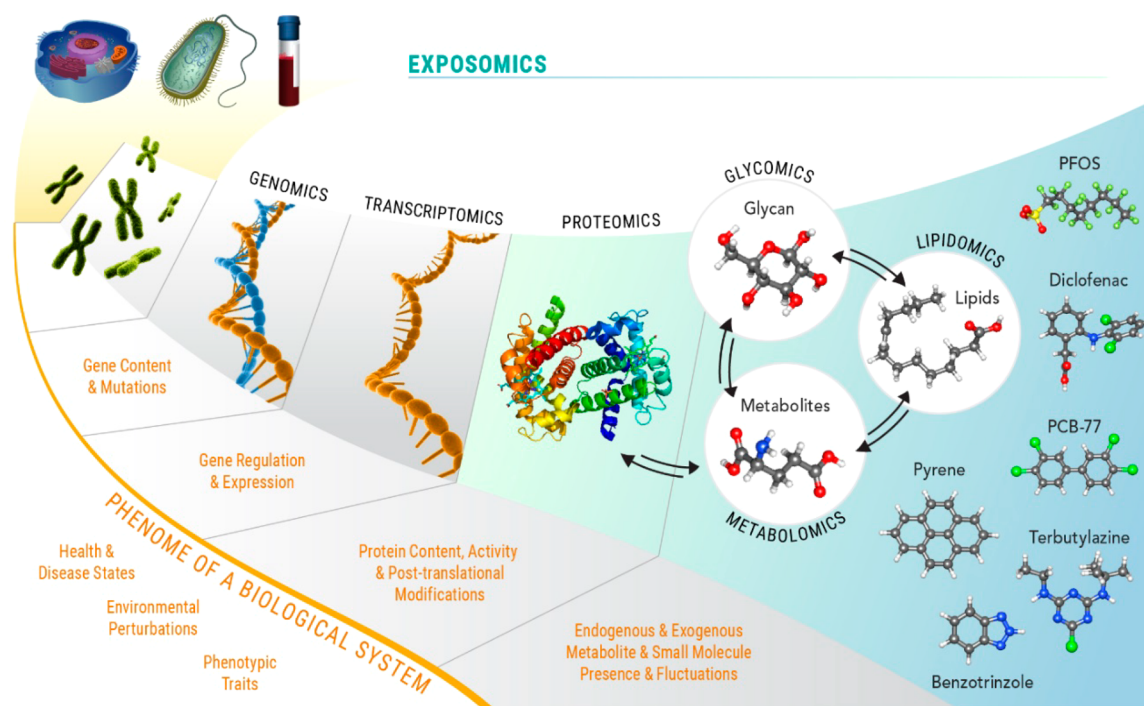 EXPOSOMICS
GENOMICS
TRANSCRIPTOMICS
PROTEOMICS
GLYCOMICS
Glycan
LIPIDOMICS
Lipids
Metabolites
METABOLOMICS
PFOS
Diclofenac
PCB-77
Pyrene
Terbutylazine
Benzotrinzole
Gene Content
& Mutations
Gene Regulation
& Expression
Protein Content, Activity
& Post-translational
Modifications
Endogenous & Exogenous
Metabolite & Small Molecule
Presence & Fluctuations
PHENOME OF A BIOLOGICAL SYSTEM
Health &
Disease States
Environmental
Perturbations
Phenotypic
Traits